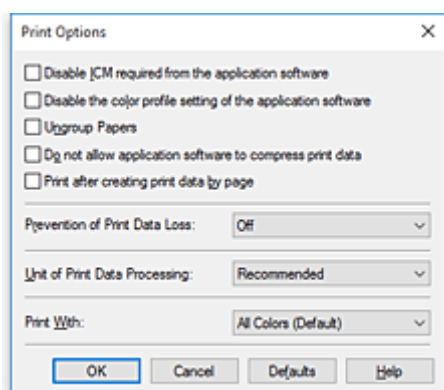 Print Options
Disable ICM required from the application software
Disable the color profile setting of the application software
Ungroup Papers
Do not allow application software to compress print data
Print after creating print data by page
Prevention of Print Data Loss: Off
Unit of Print Data Processing: Recommended
Print With: All Colors (Default)
OK Cancel Defaults Help